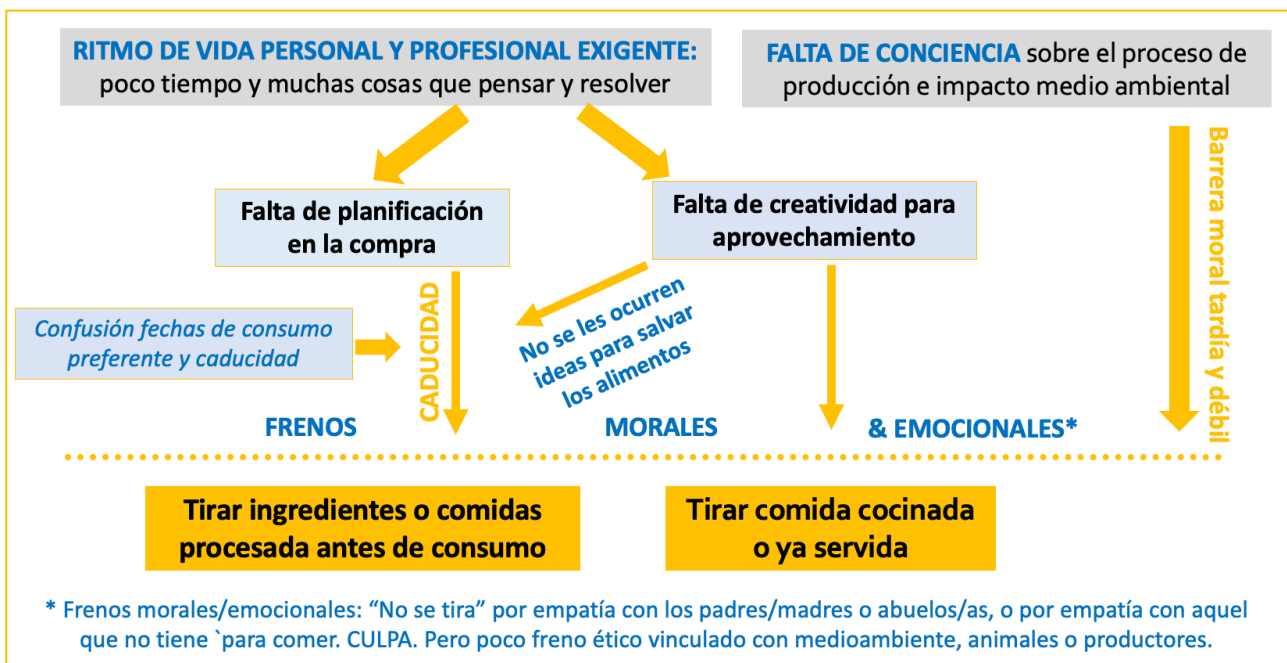 RITMO DE VIDA PERSONAL Y PROFESIONAL EXIGENTE:
poco tiempo y muchas cosas que pensar y resolver
FALTA DE CONCIENCIA sobre el proceso de
producción e impacto medio ambiental
Falta de planificación
en la compra
Falta de creatividad para
aprovechamiento
Barrera moral tardía y débil
Confusión fechas de consumo
preferente y caducidad
CADUCIDAD
No se les ocurren
ideas para salvar
los alimentos
FRENOS MORALES & EMOCIONALES*
Tirar ingredientes o comidas
procesada antes de consumo
Tirar comida cocinada
o ya servida
* Frenos morales/emocionales: “No se tira” por empatía con los padres/madres o abuelos/as, o por empatía con aquel
que no tiene `para comer. CULPA. Pero poco freno ético vinculado con medioambiente, animales o productores.